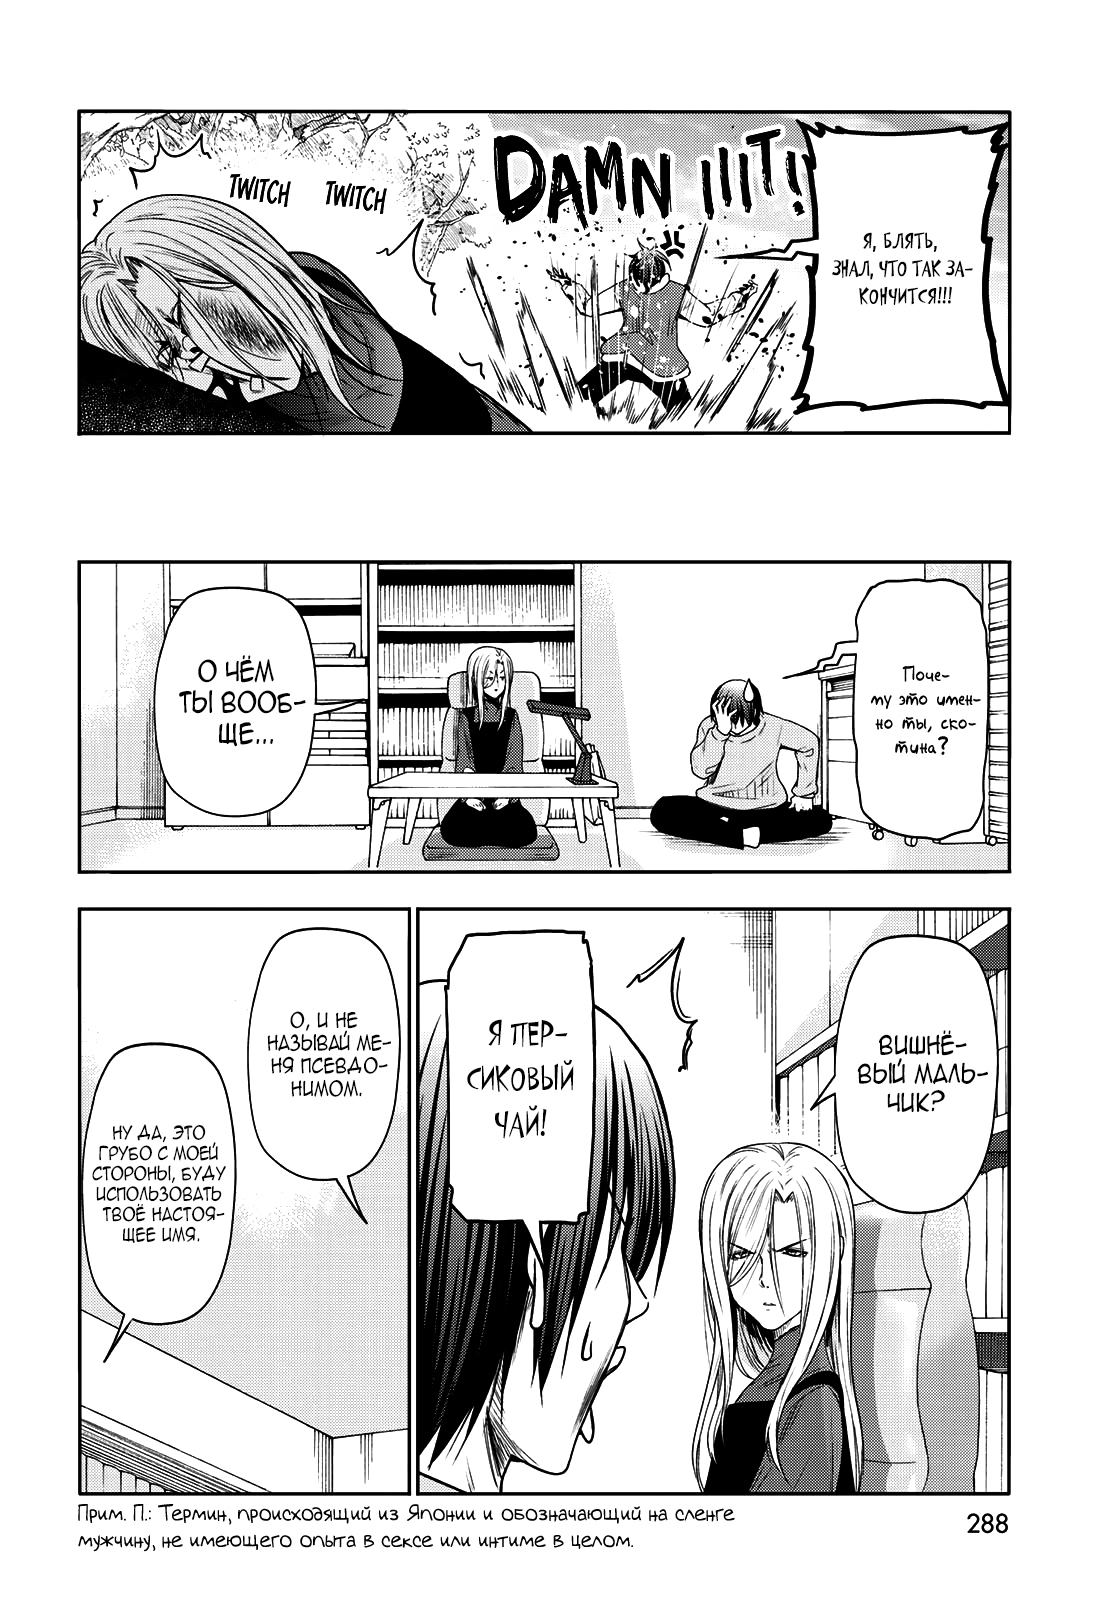 Я, БЛЯТЬ,
ЗНАЛ, ЧТО ТАК ЗА-
КОНЧИТСЯ!!!
DAMN IIIT!
TWITCH
TWITCH
Поче-
му это имен-
но ты, ско-
тина?
О ЧЁМ
ТЫ ВООБ-
ЩЕ...
ВИШНЁ-
ВЫЙ МАЛЬ-
ЧИК?
Я ПЕР-
СИКОВЫЙ
ЧАЙ!
О, И НЕ
НАЗЫВАЙ МЕ-
НЯ ПСЕВДО-
НИМОМ.
НУ ДА, ЭТО
ГРУБО С МОЕЙ
СТОРОНЫ, БУДУ
ИСПОЛЬЗОВАТЬ
ТВОЁ НАСТОЯ-
ЩЕЕ ИМЯ.
Прим. П.: Термин, происходящий из Японии и обозначающий на сленге
мужчину, не имеющего опыта в сексе или интиме в целом.
288